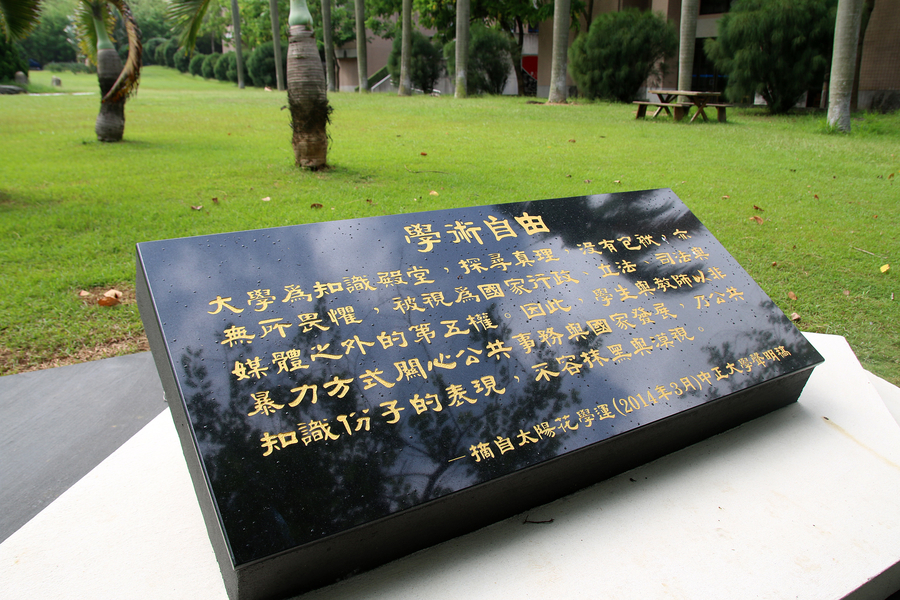 學術自由
大學為知識殿堂，探尋真理，沒有包袱、亦
無所畏懼，被視為國家行政、立法、司法與
媒體之外的第五權。因此，學生與教師以非
暴力方式關心公共事務與國家發展，乃公共
知識份子的表現，不容抹黑與漠視。
—摘自太陽花學運(2014年3月)中正大學聲明稿